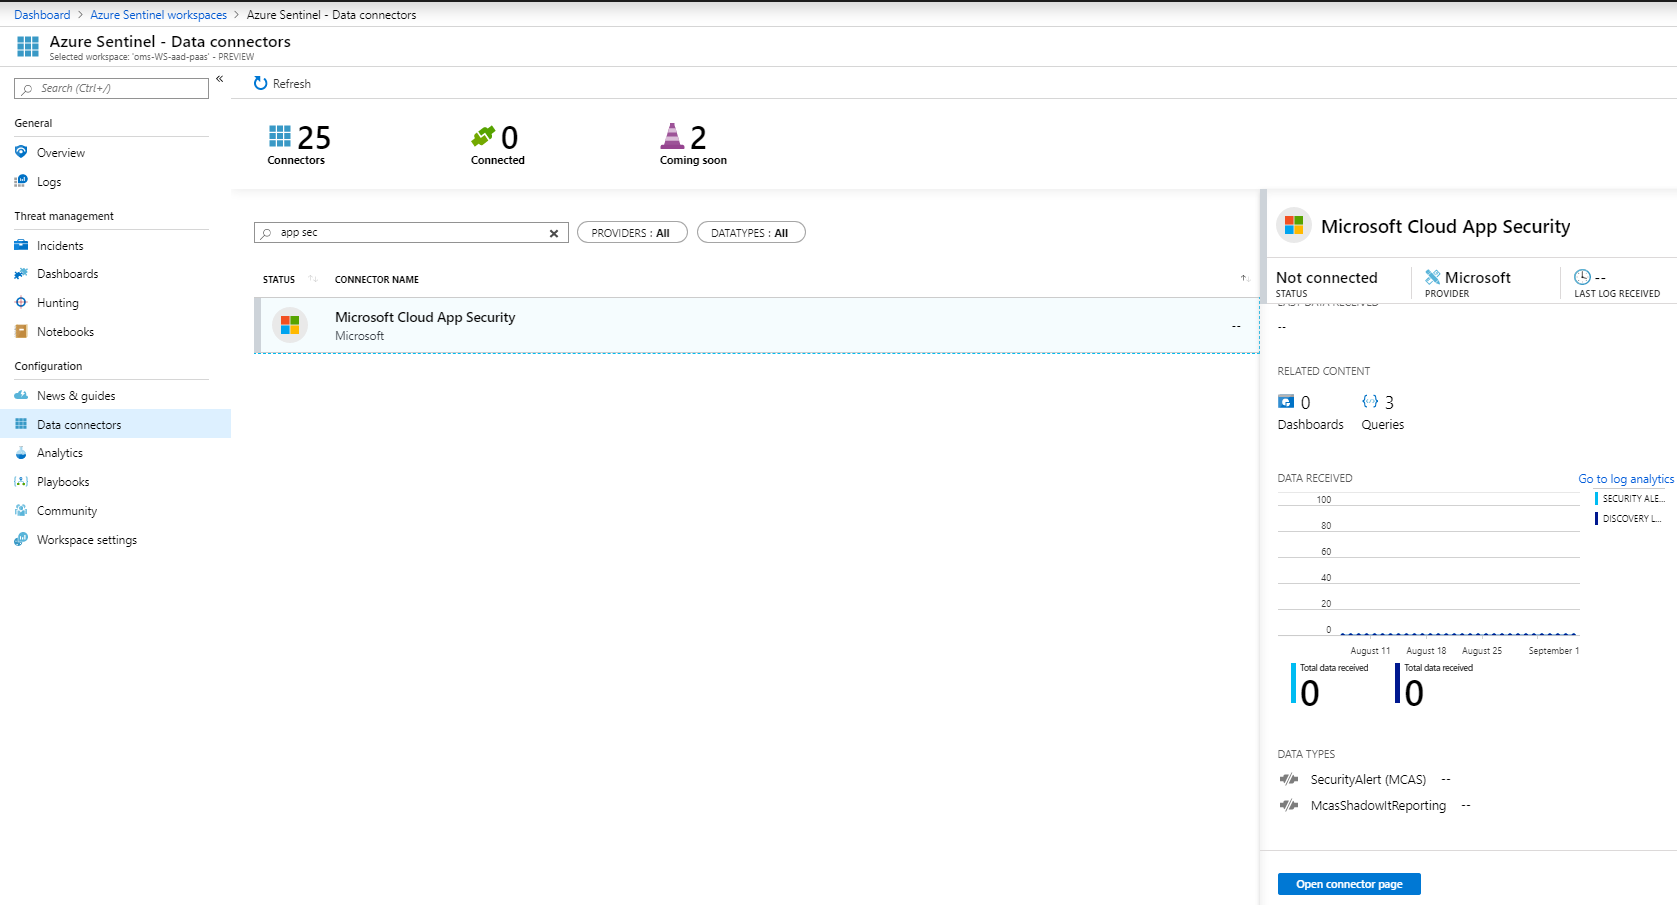 Dashboard > Azure Sentinel workspaces > Azure Sentinel - Data connectors
Azure Sentinel - Data connectors
Selected workspace: 'oms-WS-aad-paas' - PREVIEW
Search (Ctrl+/)
«
General
Overview
Logs
Threat management
Incidents
Dashboards
Hunting
Notebooks
Configuration
News & guides
Data connectors
Analytics
Playbooks
Community
Workspace settings
Refresh
25 Connectors
0 Connected
2 Coming soon
app sec
PROVIDERS : All
DATATYPES : All
STATUS
CONNECTOR NAME
Microsoft Cloud App Security
Microsoft
--
Microsoft Cloud App Security
Not connected
STATUS
Microsoft
PROVIDER
--
LAST LOG RECEIVED
LAST DATA RECEIVED
--
RELATED CONTENT
0 Dashboards
3 Queries
DATA RECEIVED
Go to log analytics
100
80
60
40
20
0
August 11 August 18 August 25 September 1
SECURITY ALE...
DISCOVERY L...
Total data received
0
Total data received
0
DATA TYPES
SecurityAlert (MCAS) --
McasShadowItReporting --
Open connector page